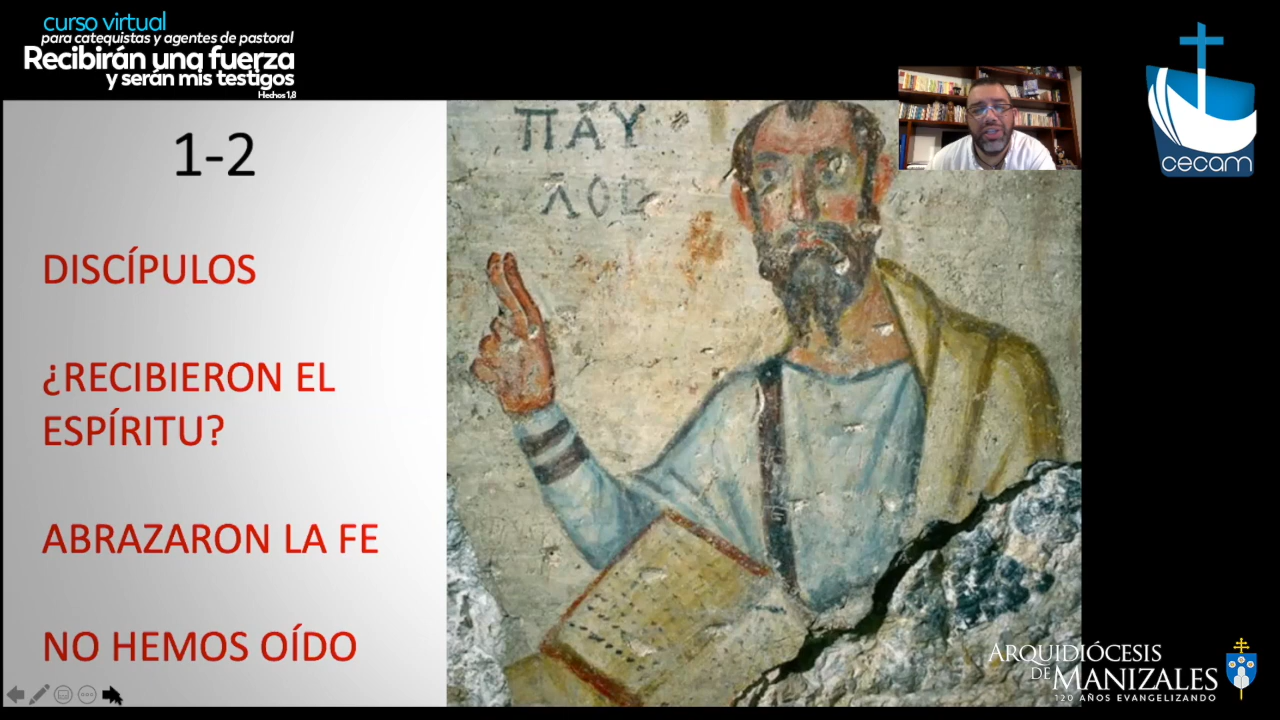 curso virtual
para catequistas y agentes de pastoral
Recibirán una fuerza
y serán mis testigos
Hechos 1,8
cecam
1-2
DISCÍPULOS
¿RECIBIERON EL
ESPÍRITU?
ABRAZARON LA FE
NO HEMOS OÍDO
ΠΑΥ
ΛΟC
ARQUIDIÓCESIS
DE MANIZALES
120 AÑOS EVANGELIZANDO